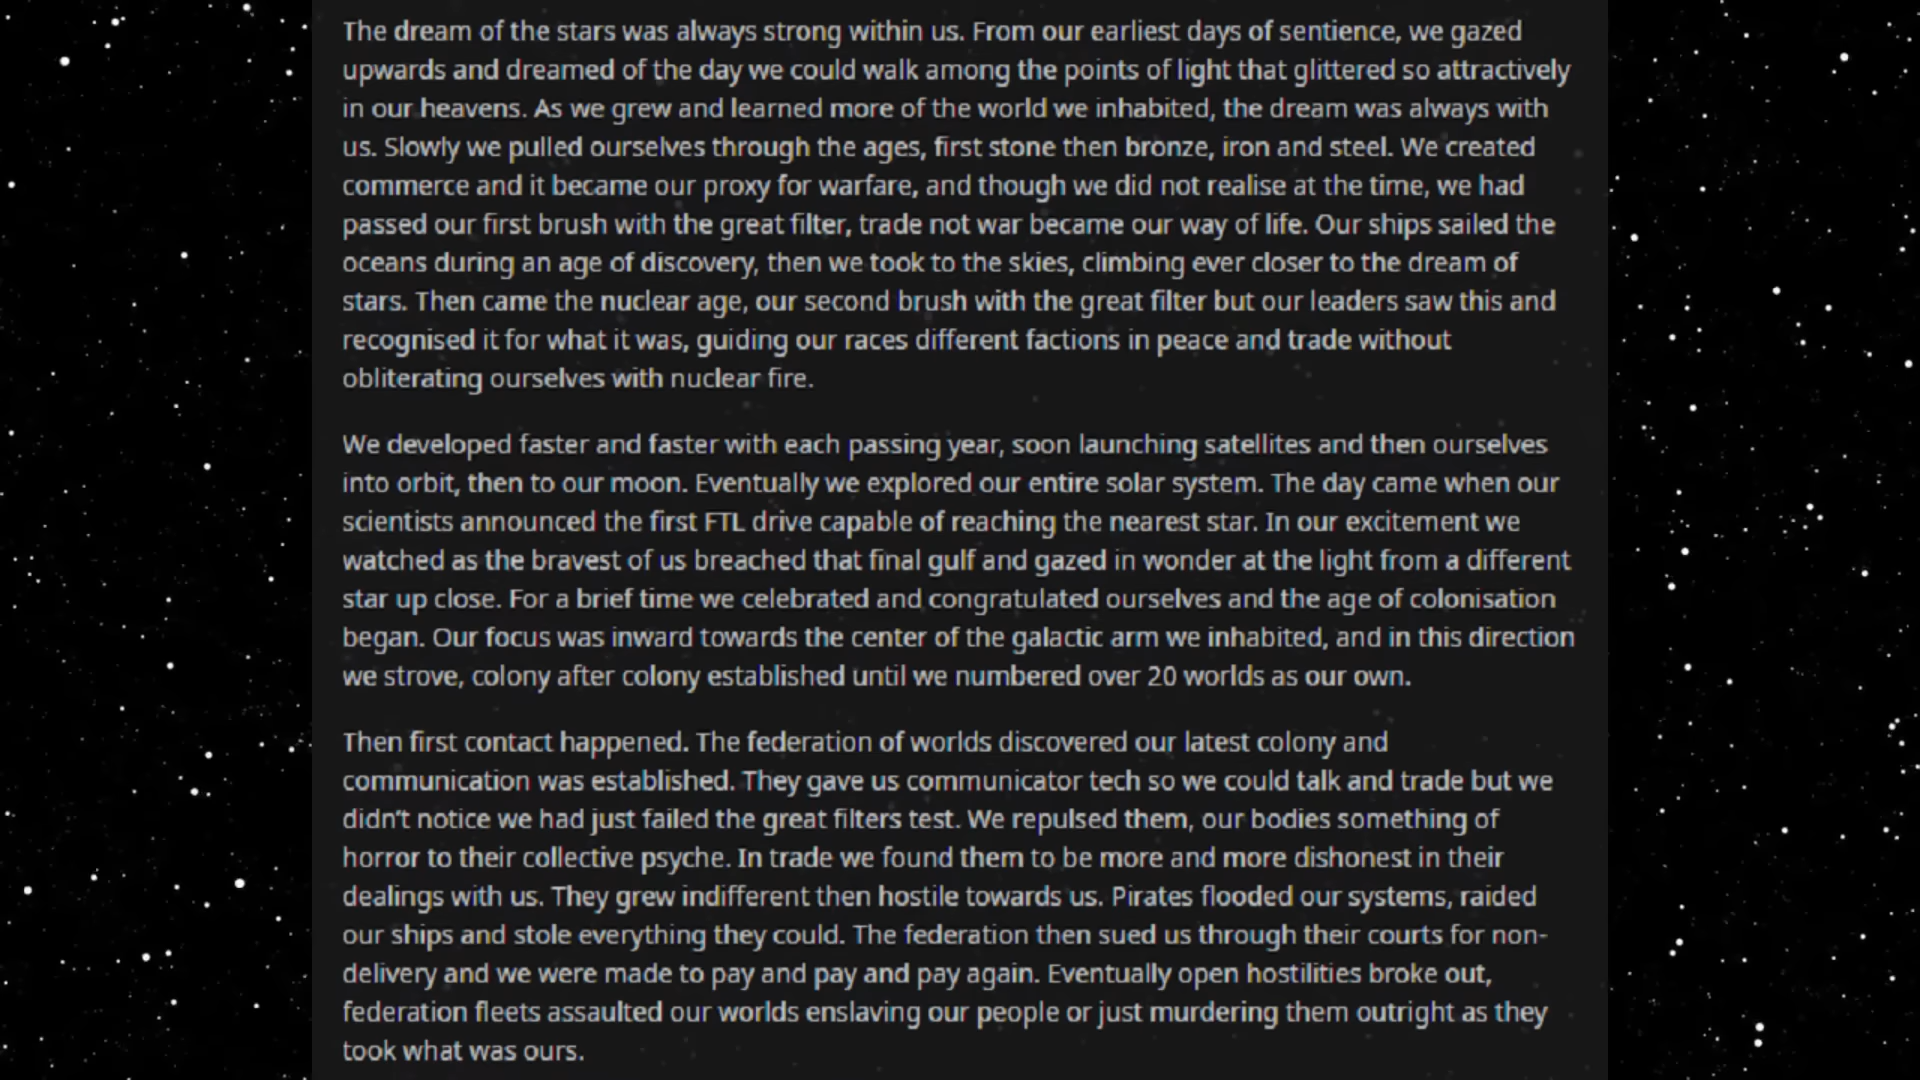 The dream of the stars was always strong within us. From our earliest days of sentience, we gazed
upwards and dreamed of the day we could walk among the points of light that glittered so attractively
in our heavens. As we grew and learned more of the world we inhabited, the dream was always with
us. Slowly we pulled ourselves through the ages, first stone then bronze, iron and steel. We created
commerce and it became our proxy for warfare, and though we did not realise at the time, we had
passed our first brush with the great filter, trade not war became our way of life. Our ships sailed the
oceans during an age of discovery, then we took to the skies, climbing ever closer to the dream of
stars. Then came the nuclear age, our second brush with the great filter but our leaders saw this and
recognised it for what it was, guiding our races different factions in peace and trade without
obliterating ourselves with nuclear fire.
We developed faster and faster with each passing year, soon launching satellites and then ourselves
into orbit, then to our moon. Eventually we explored our entire solar system. The day came when our
scientists announced the first FTL drive capable of reaching the nearest star. In our excitement we
watched as the bravest of us breached that final gulf and gazed in wonder at the light from a different
star up close. For a brief time we celebrated and congratulated ourselves and the age of colonisation
began. Our focus was inward towards the center of the galactic arm we inhabited, and in this direction
we strove, colony after colony established until we numbered over 20 worlds as our own.
Then first contact happened. The federation of worlds discovered our latest colony and
communication was established. They gave us communicator tech so we could talk and trade but we
didn't notice we had just failed the great filters test. We repulsed them, our bodies something of
horror to their collective psyche. In trade we found them to be more and more dishonest in their
dealings with us. They grew indifferent then hostile towards us. Pirates flooded our systems, raided
our ships and stole everything they could. The federation then sued us through their courts for non-
delivery and we were made to pay and pay and pay again. Eventually open hostilities broke out,
federation fleets assaulted our worlds enslaving our people or just murdering them outright as they
took what was ours.